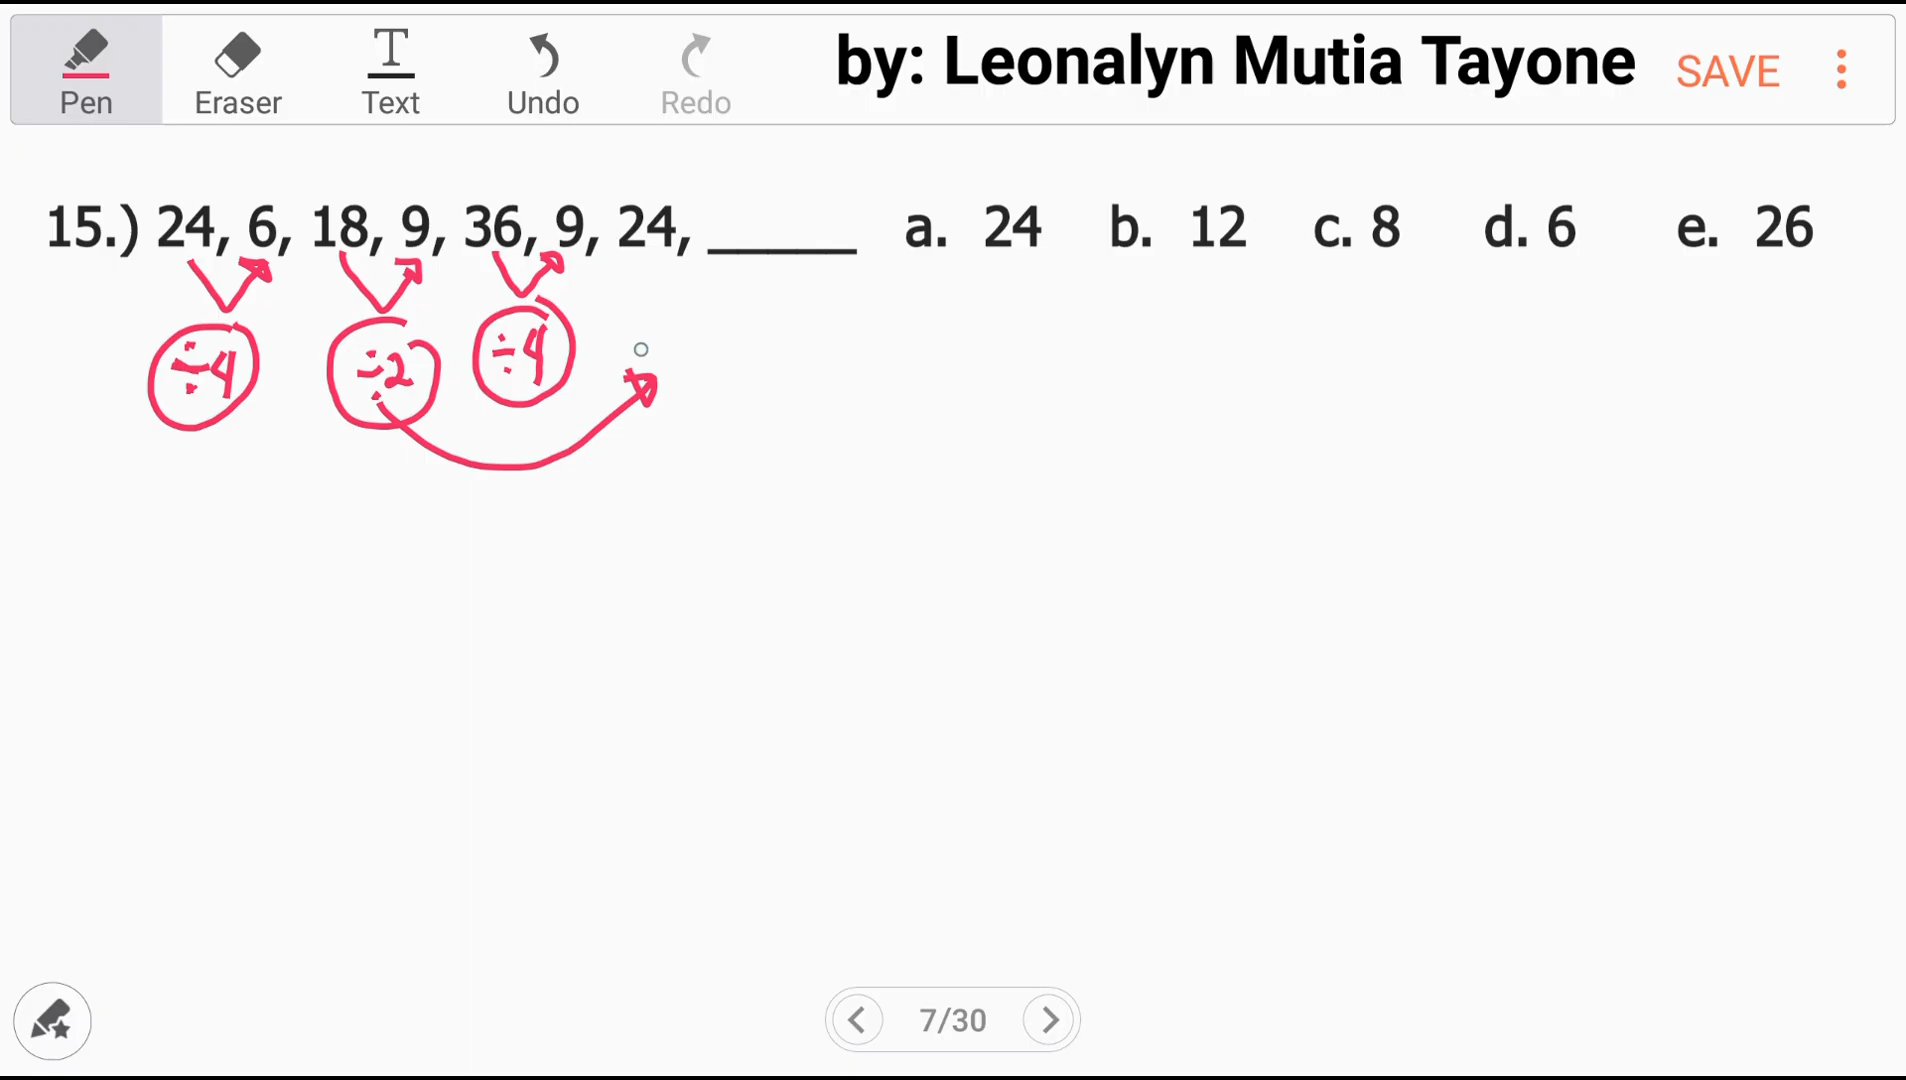 by: Leonalyn Mutia Tayone
SAVE
Pen Eraser Text Undo Redo
15.) 24, 6, 18, 9, 36, 9, 24, _____ a. 24 b. 12 c. 8 d. 6 e. 26
÷4 ÷2 ÷4
7/30